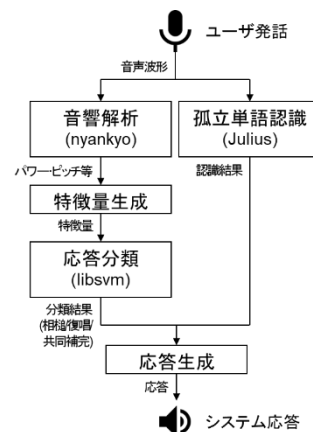 ユーザ発話
音声波形
音響解析
(nyankyo)
孤立単語認識
(Julius)
パワー・ピッチ等
認識結果
特徴量生成
特徴量
応答分類
(libsvm)
分類結果
(相槌/復唱/
共同補完)
応答生成
応答
システム応答